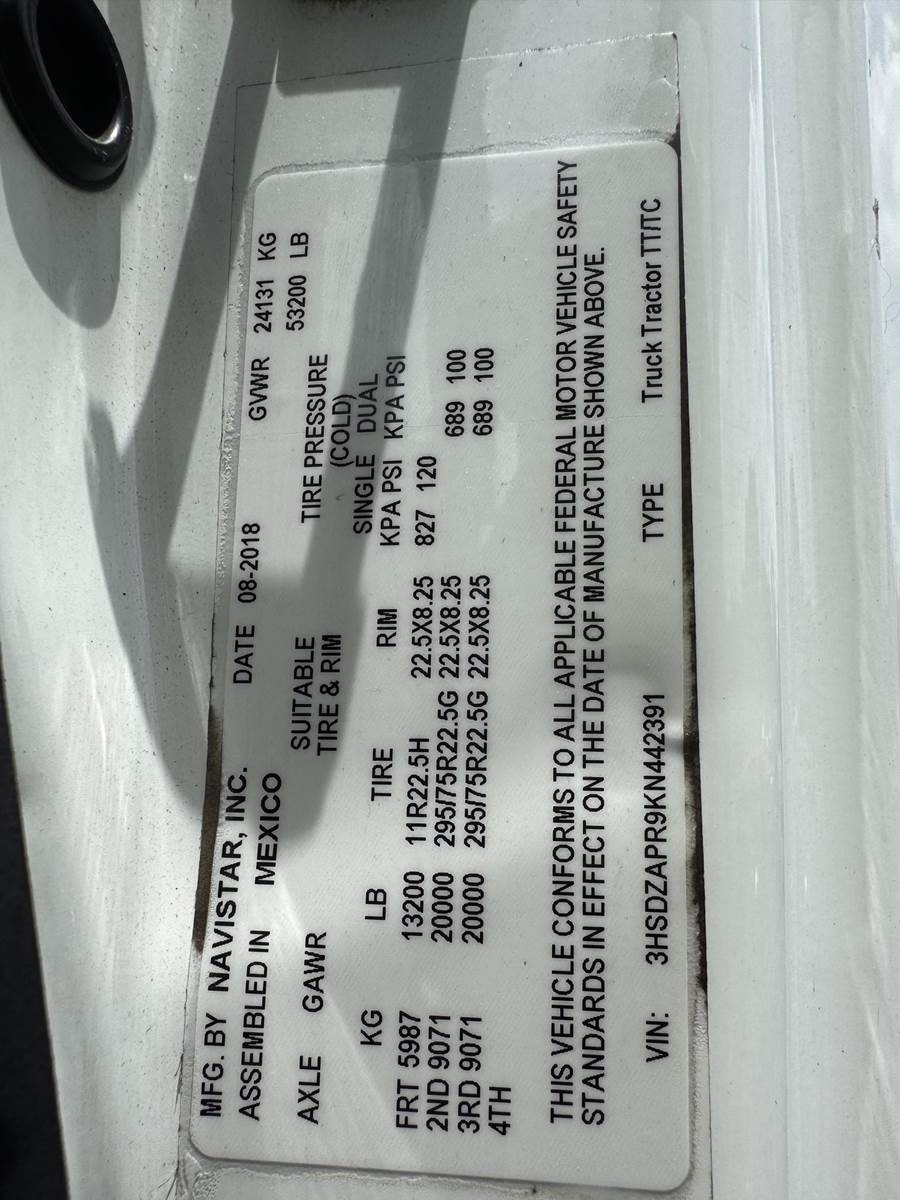 MFG. BY NAVISTAR, INC. DATE 08-2018 GVWR 24131 KG
ASSEMBLED IN MEXICO 53200 LB
AXLE GAWR SUITABLE TIRE PRESSURE
TIRE & RIM (COLD)
SINGLE DUAL
KG LB TIRE RIM KPA PSI KPA PSI
FRT 5987 13200 11R22.5H 22.5X8.25 827 120
2ND 9071 20000 295/75R22.5G 22.5X8.25 689 100
3RD 9071 20000 295/75R22.5G 22.5X8.25 689 100
4TH
THIS VEHICLE CONFORMS TO ALL APPLICABLE FEDERAL MOTOR VEHICLE SAFETY
STANDARDS IN EFFECT ON THE DATE OF MANUFACTURE SHOWN ABOVE.
VIN: 3HSDZAPR9KN442391 TYPE Truck Tractor TT/TC